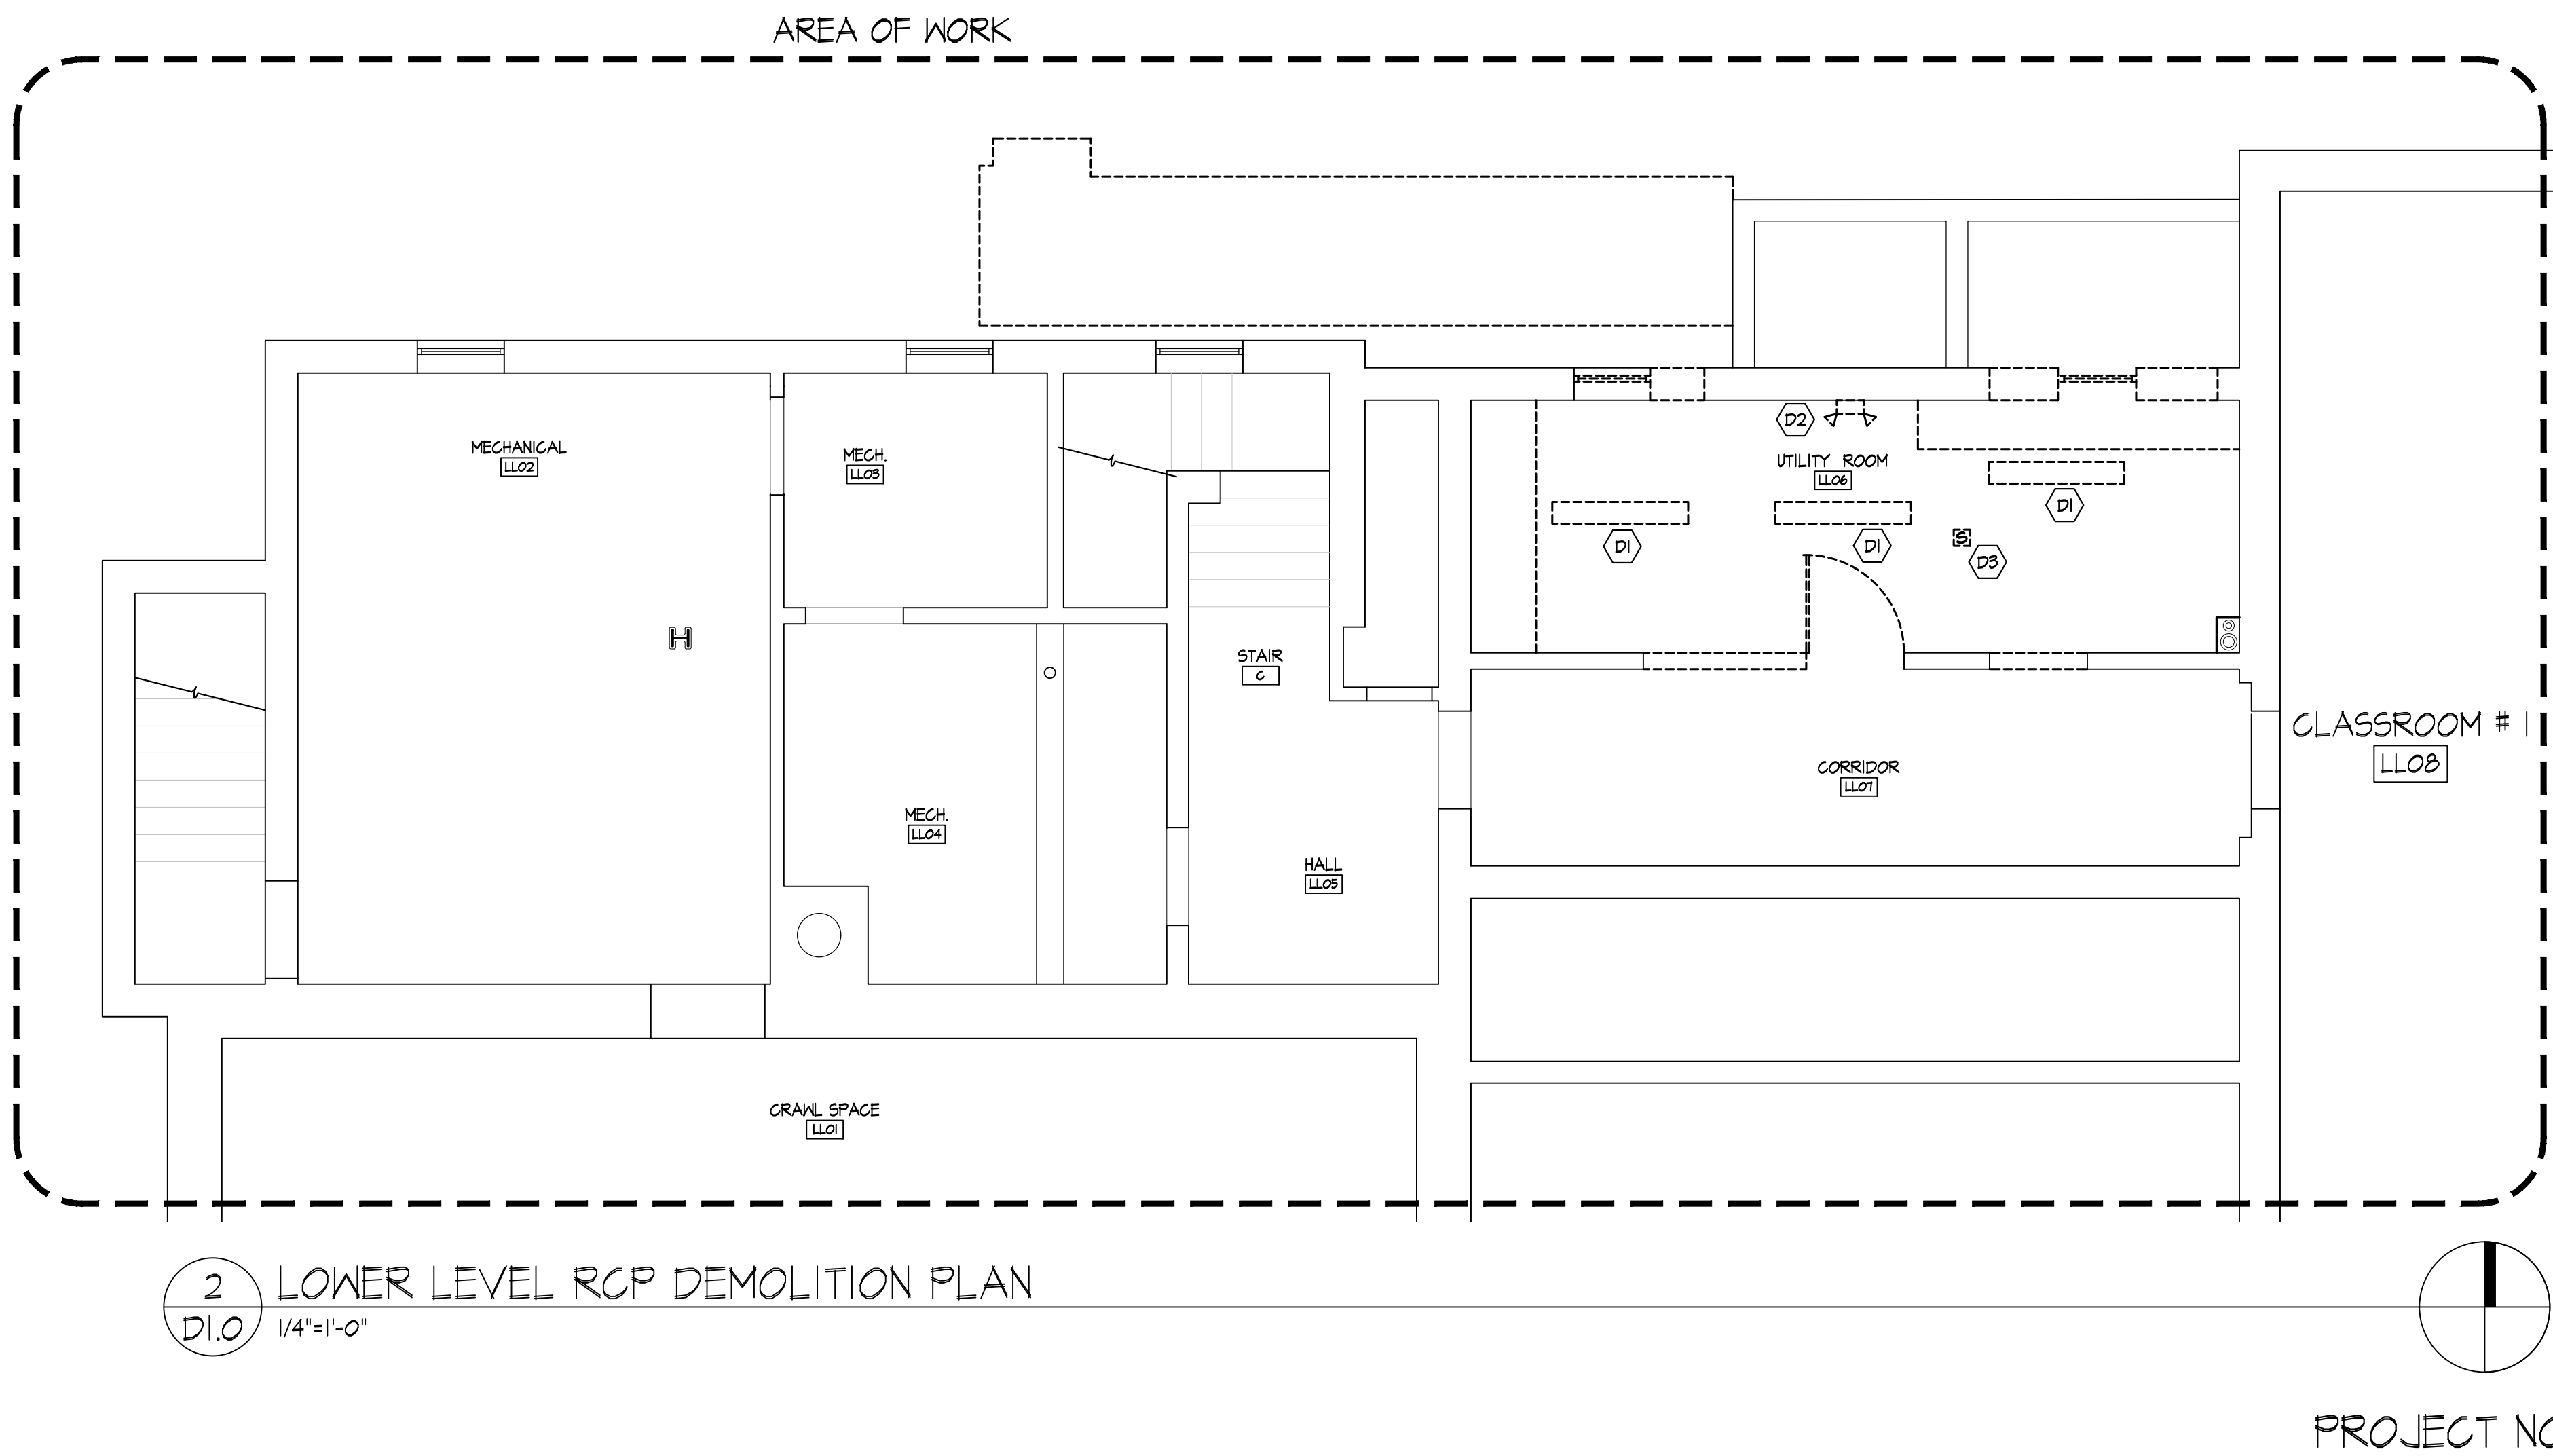 AREA OF WORK
MECHANICAL
LL02
MECH.
LL03
D2
UTILITY ROOM
LL06
D1
D1
D1
S
D3
STAIR
C
CLASSROOM # 1
LL08
CORRIDOR
LL07
MECH.
LL04
HALL
LL05
CRAWL SPACE
LL01
2
D1.0
LOWER LEVEL RCP DEMOLITION PLAN
1/4"=1'-0"
PROJECT NO